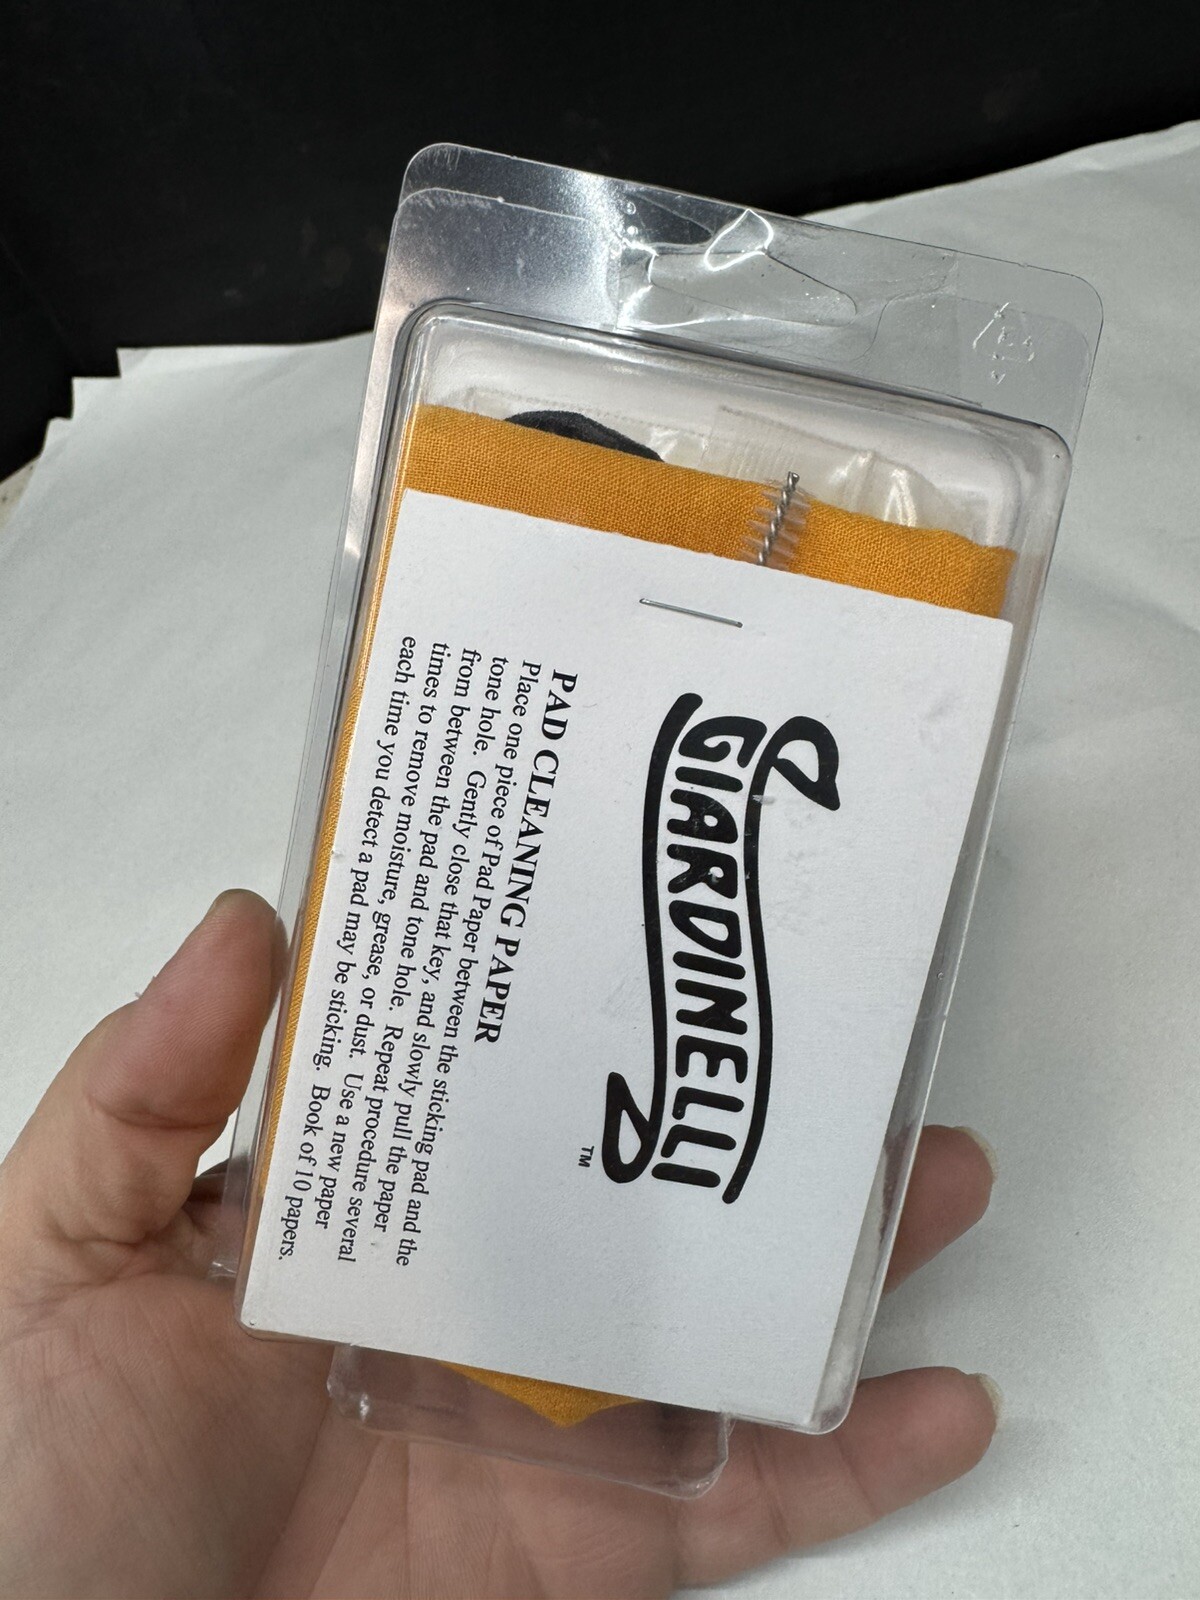 GIARDINELLI
TM
PAD CLEANING PAPER
Place one piece of Pad Paper between the sticking pad and the
tone hole. Gently close that key, and slowly pull the paper
from between the pad and tone hole. Repeat procedure several
times to remove moisture, grease, or dust. Use a new paper
each time you detect a pad may be sticking. Book of 10 papers.